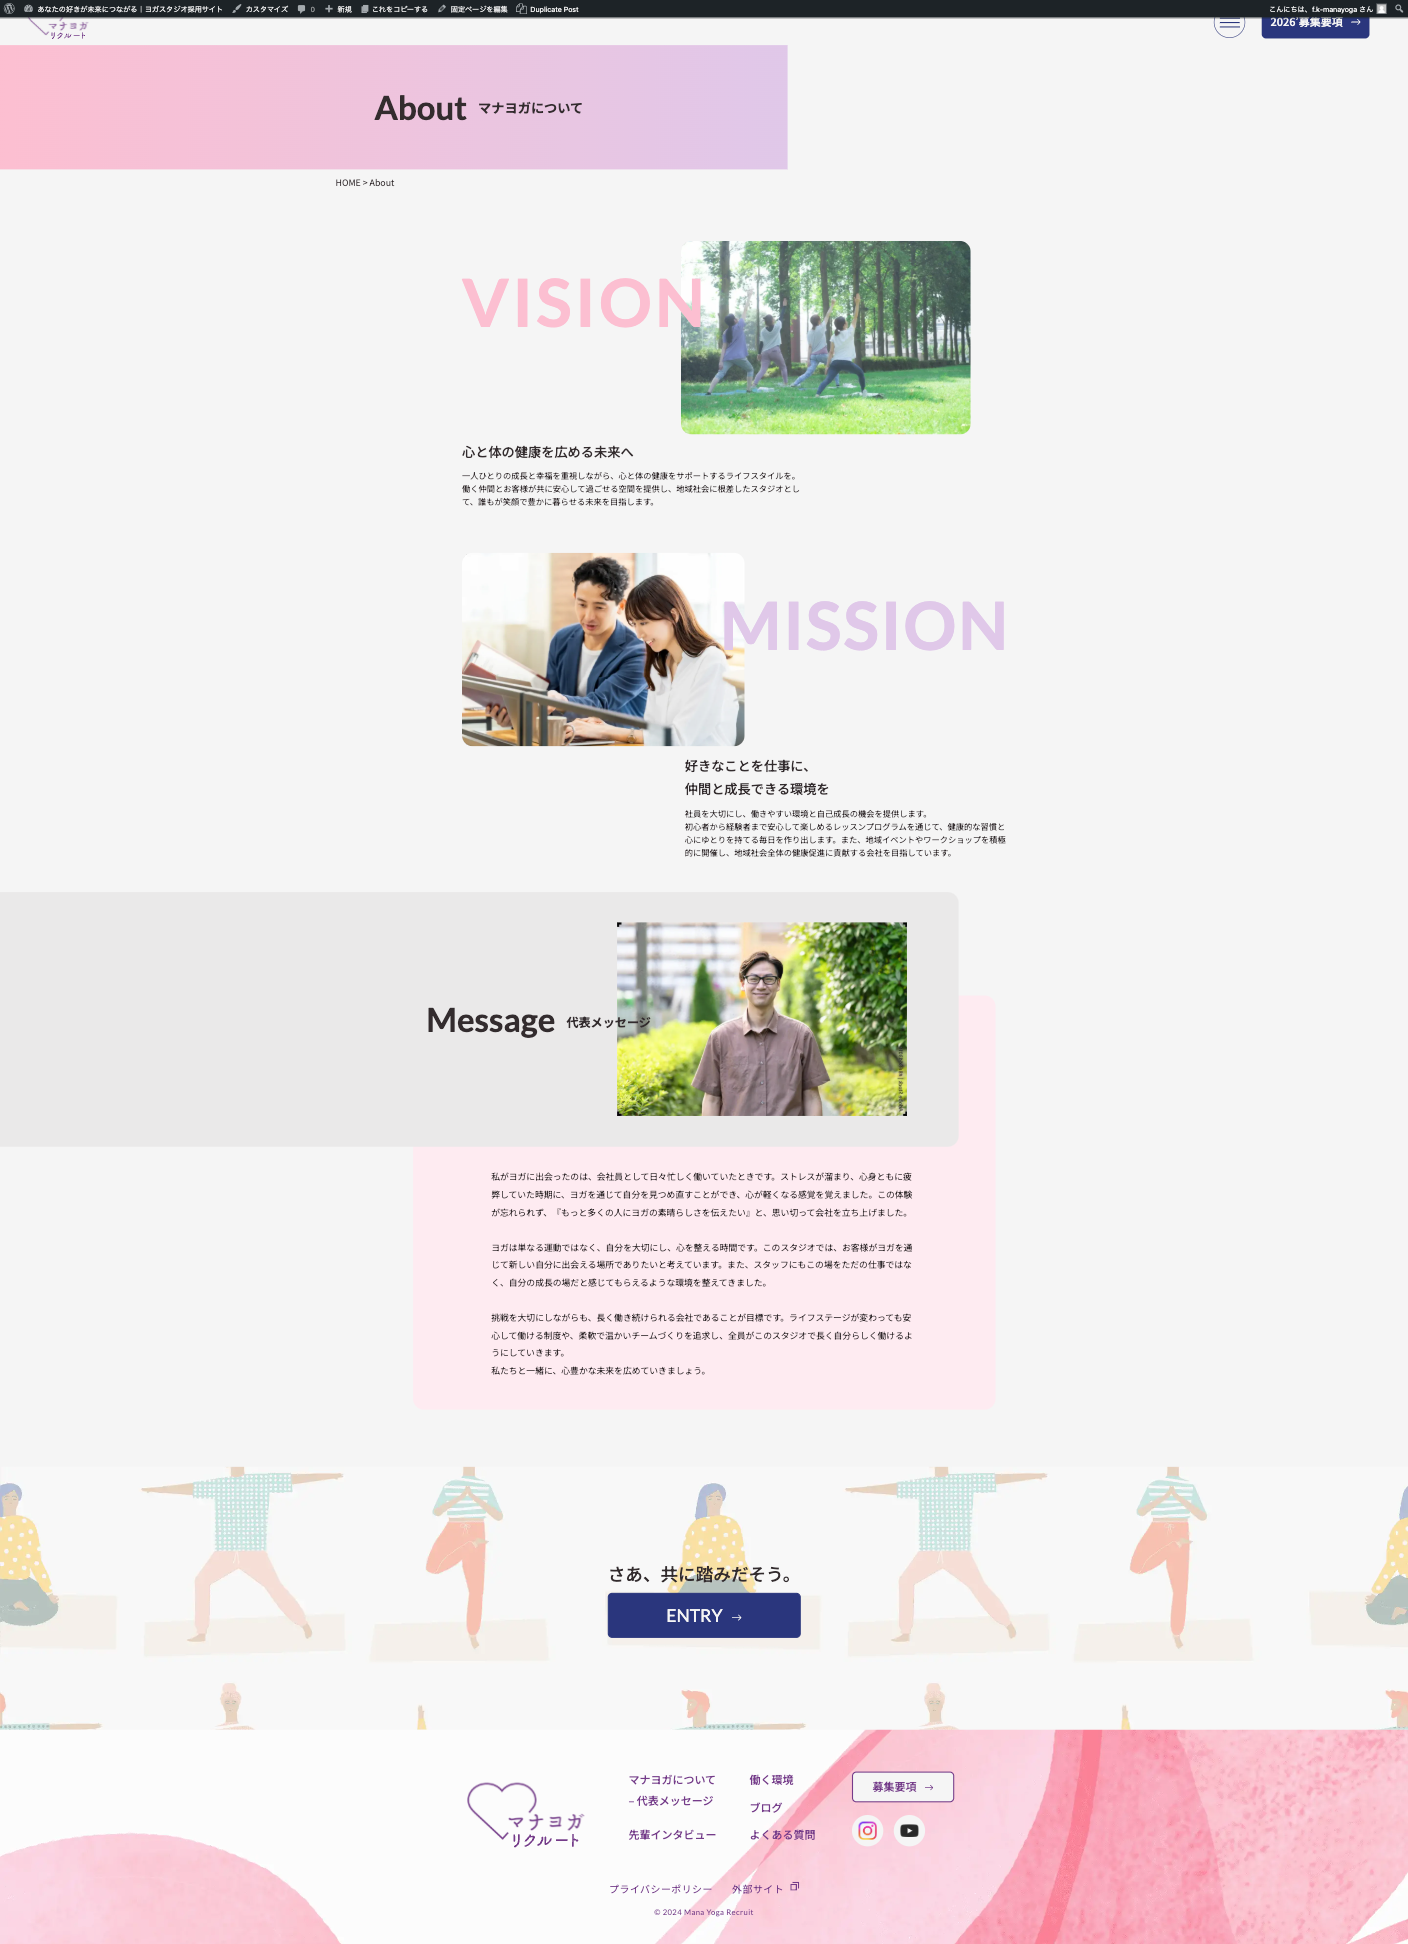 あなたの好きが未来につながる｜ヨガスタジオ採用サイト カスタマイズ 0 新規 これをコピーする 固定ページを編集 Duplicate Post こんにちは、f.k-manayoga さん
マナヨガ
リクルート
2026 募集要項 →
About マナヨガについて
HOME > About
VISION
心と体の健康を広める未来へ
一人ひとりの成長と幸福を重視しながら、心と体の健康をサポートするライフスタイルを。
働く仲間とお客様が共に安心して過ごせる空間を提供し、地域社会に根差したスタジオとし
て、誰もが笑顔で豊かに暮らせる未来を目指します。
MISSION
好きなことを仕事に、
仲間と成長できる環境を
社員を大切にし、働きやすい環境と自己成長の機会を提供します。
初心者から経験者まで安心して楽しめるレッスンプログラムを通じて、健康的な習慣と
心にゆとりを持てる毎日を作り出します。また、地域イベントやワークショップを積極
的に開催し、地域社会全体の健康促進に貢献する会社を目指しています。
Message 代表メッセージ
私がヨガに出会ったのは、会社員として日々忙しく働いていたときです。ストレスが溜まり、心身ともに疲
弊していた時期に、ヨガを通じて自分を見つめ直すことができ、心が軽くなる感覚を覚えました。この体験
が忘れられず、『もっと多くの人にヨガの素晴らしさを伝えたい』と、思い切って会社を立ち上げました。
ヨガは単なる運動ではなく、自分を大切にし、心を整える時間です。このスタジオでは、お客様がヨガを通
じて新しい自分に出会える場所でありたいと考えています。また、スタッフにもこの場をただの仕事ではな
く、自分の成長の場だと感じてもらえるような環境を整えてきました。
挑戦を大切にしながらも、長く働き続けられる会社であることが目標です。ライフステージが変わっても安
心して働ける制度や、柔軟で温かいチームづくりを追求し、全員がこのスタジオで長く自分らしく働けるよ
うにしていきます。
私たちと一緒に、心豊かな未来を広めていきましょう。
さあ、共に踏みだそう。
ENTRY →
マナヨガ
リクルート
マナヨガについて
– 代表メッセージ
先輩インタビュー
働く環境
ブログ
よくある質問
募集要項 →
プライバシーポリシー 外部サイト
© 2024 Mana Yoga Recruit